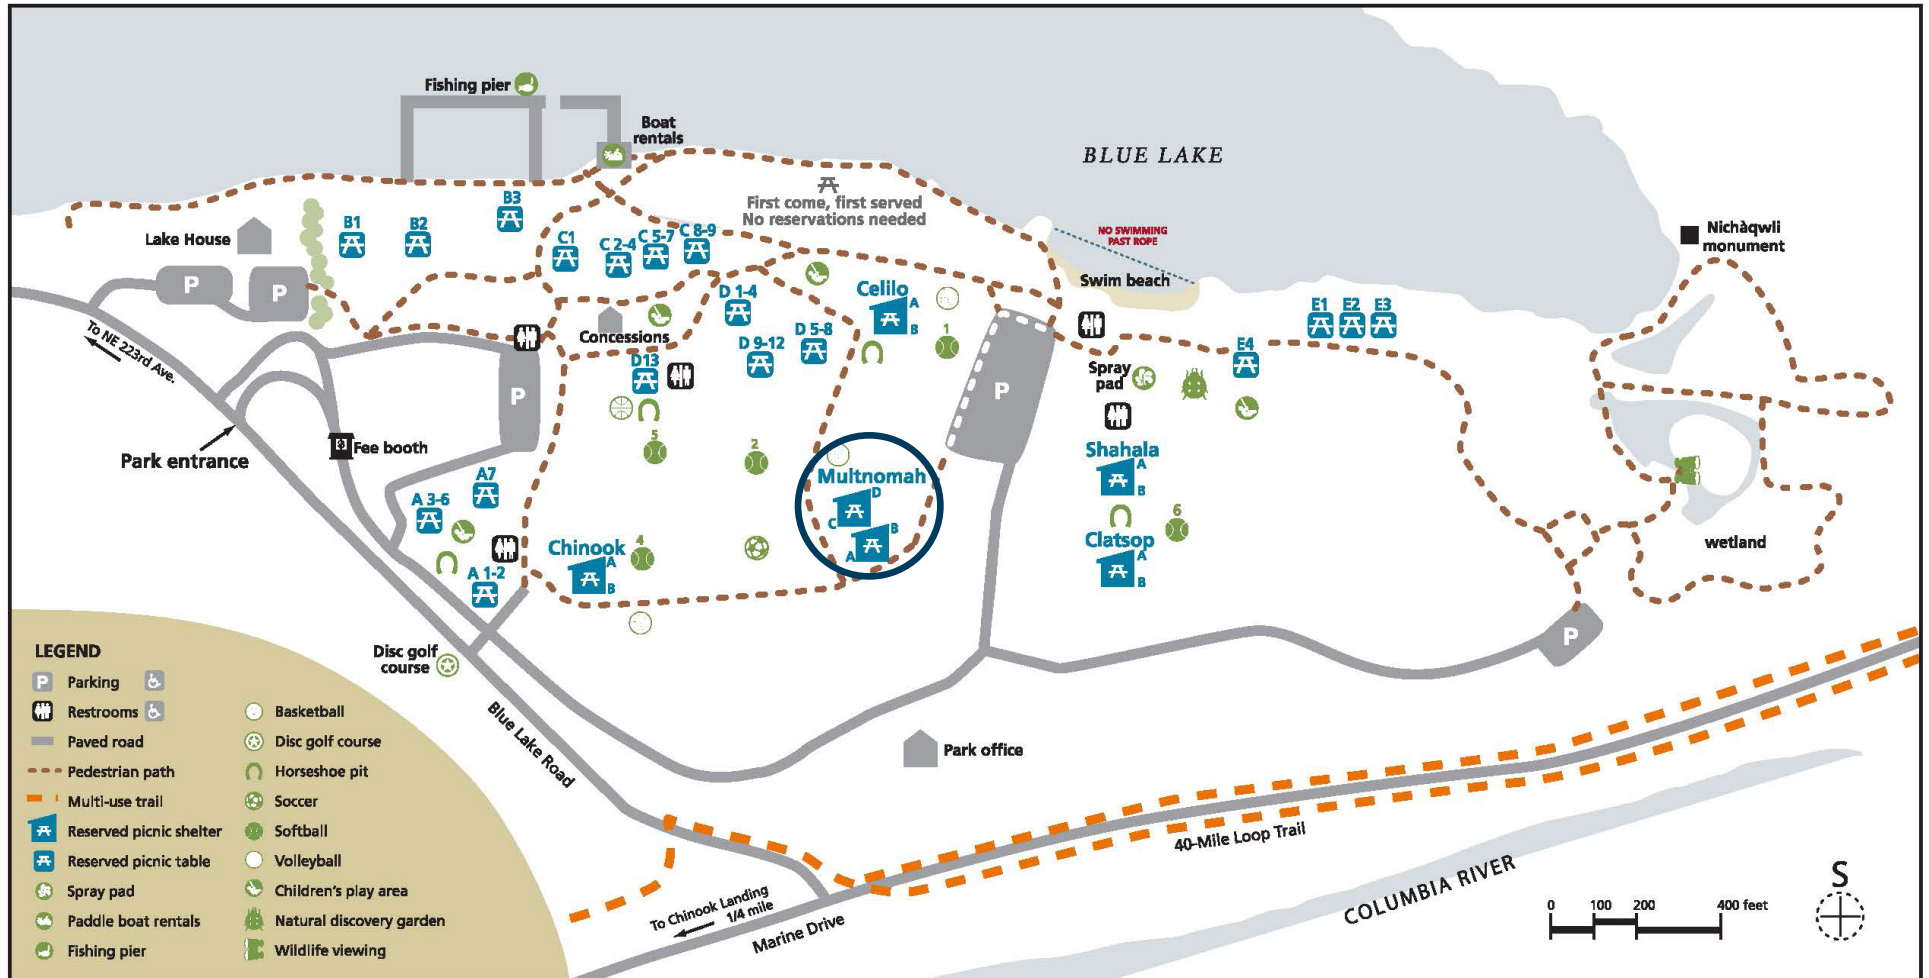 Fishing pier
Boat
rentals
BLUE LAKE
First come, first served
No reservations needed
NO SWIMMING
PAST ROPE
Swim beach
Nichàqwli
monument
Lake House
B1
B2
B3
C1
C 2-4
C 5-7
C 8-9
P
P
To NE 223rd Ave.
Concessions
D 1-4
D 5-8
D 9-12
D13
Celilo
A
B
1
E1
E2
E3
E4
Spray
pad
P
P
Park entrance
Fee booth
5
2
A7
A 3-6
A 1-2
Multnomah
D
C
B
A
Shahala
A
B
6
Clatsop
A
B
Chinook
A
B
4
wetland
P
Disc golf
course
Blue Lake Road
Park office
40-Mile Loop Trail
To Chinook Landing
1/4 mile
Marine Drive
COLUMBIA RIVER
0 100 200 400 feet
S
LEGEND
P Parking
Restrooms
Paved road
Pedestrian path
Multi-use trail
Reserved picnic shelter
Reserved picnic table
Spray pad
Paddle boat rentals
Fishing pier
Basketball
Disc golf course
Horseshoe pit
Soccer
Softball
Volleyball
Children's play area
Natural discovery garden
Wildlife viewing